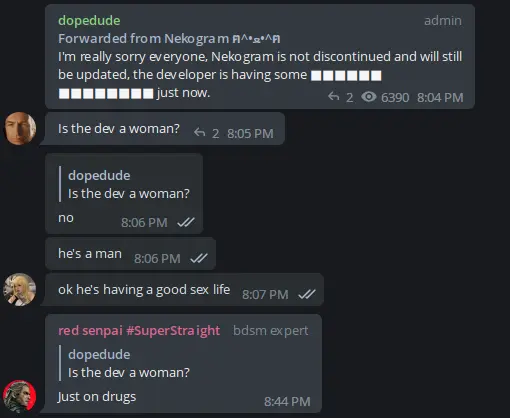 dopedude admin
Forwarded from Nekogram ฅ^•ﻌ•^ฅ
I'm really sorry everyone, Nekogram is not discontinued and will still
be updated, the developer is having some ■■■■■■
■■■■■■■■ just now.
2 6390 8:04 PM
Is the dev a woman? 2 8:05 PM
dopedude
Is the dev a woman?
no 8:06 PM
he's a man 8:06 PM
ok he's having a good sex life 8:07 PM
red senpai #SuperStraight bdsm expert
dopedude
Is the dev a woman?
Just on drugs 8:44 PM